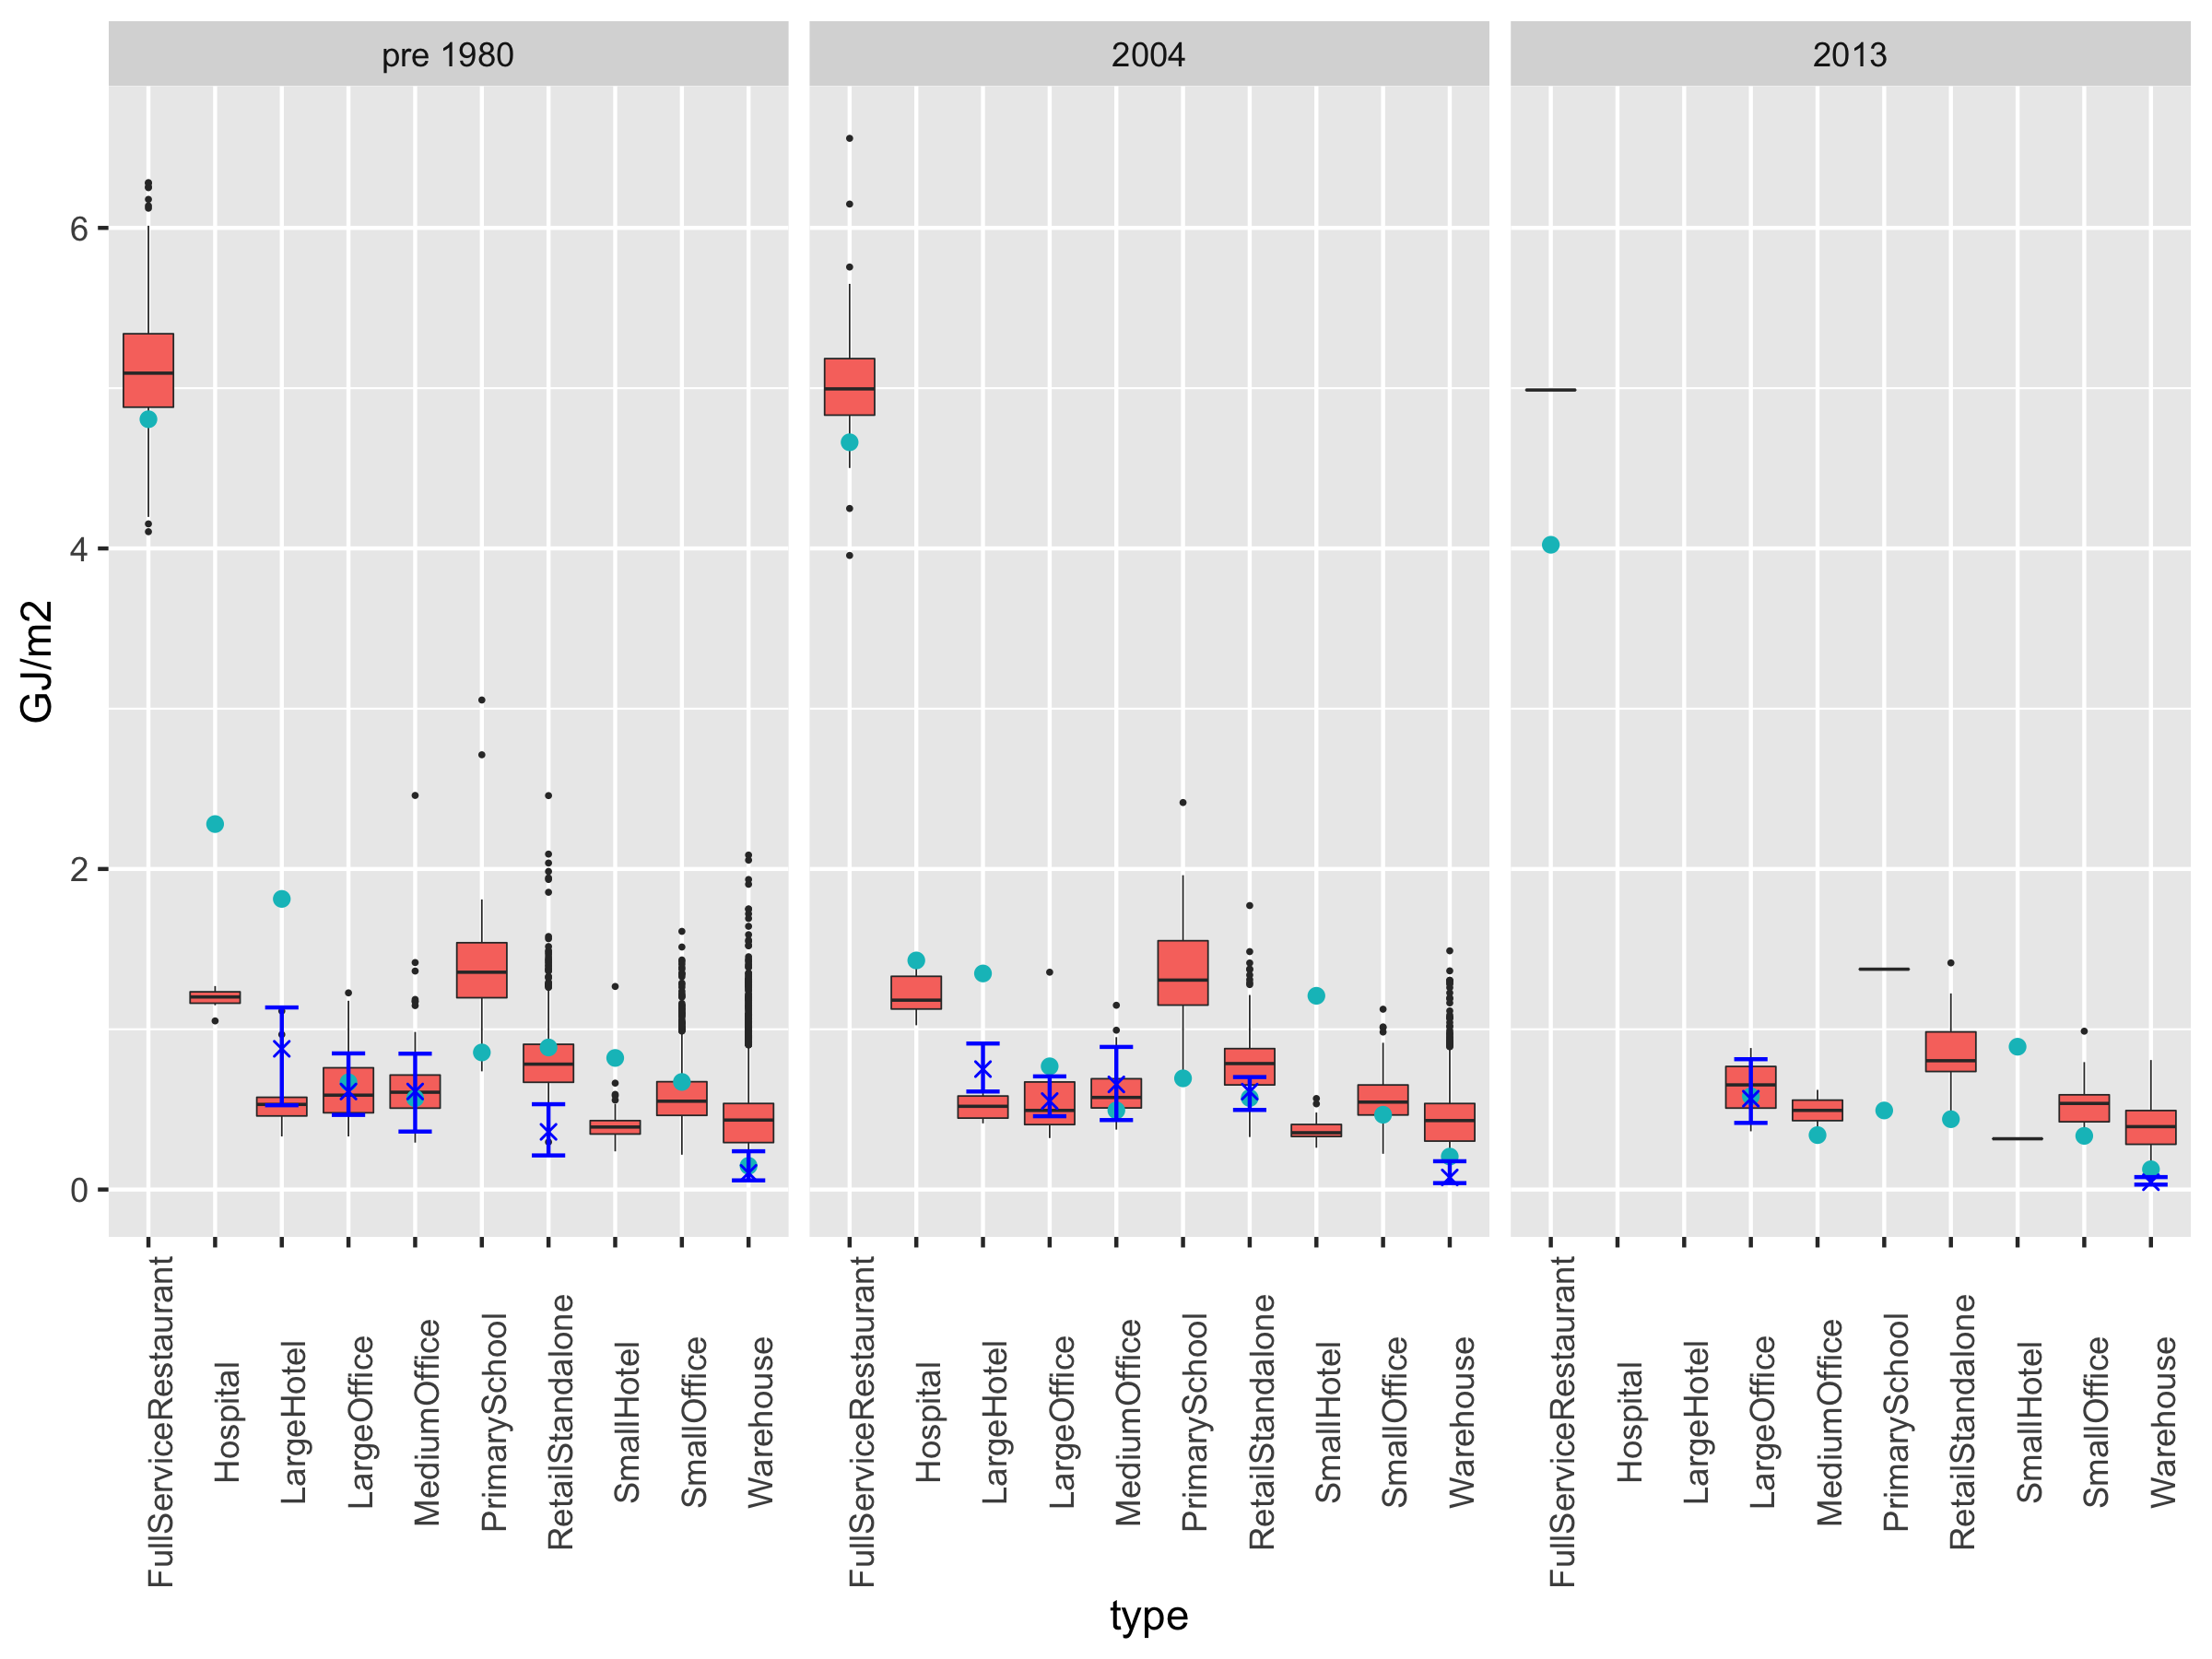 pre 1980
2004
2013
GJ/m2
6
4
2
0
FullServiceRestaurant
Hospital
LargeHotel
LargeOffice
MediumOffice
PrimarySchool
RetailStandalone
SmallHotel
SmallOffice
Warehouse
FullServiceRestaurant
Hospital
LargeHotel
LargeOffice
MediumOffice
PrimarySchool
RetailStandalone
SmallHotel
SmallOffice
Warehouse
FullServiceRestaurant
Hospital
LargeHotel
LargeOffice
MediumOffice
PrimarySchool
RetailStandalone
SmallHotel
SmallOffice
Warehouse
type